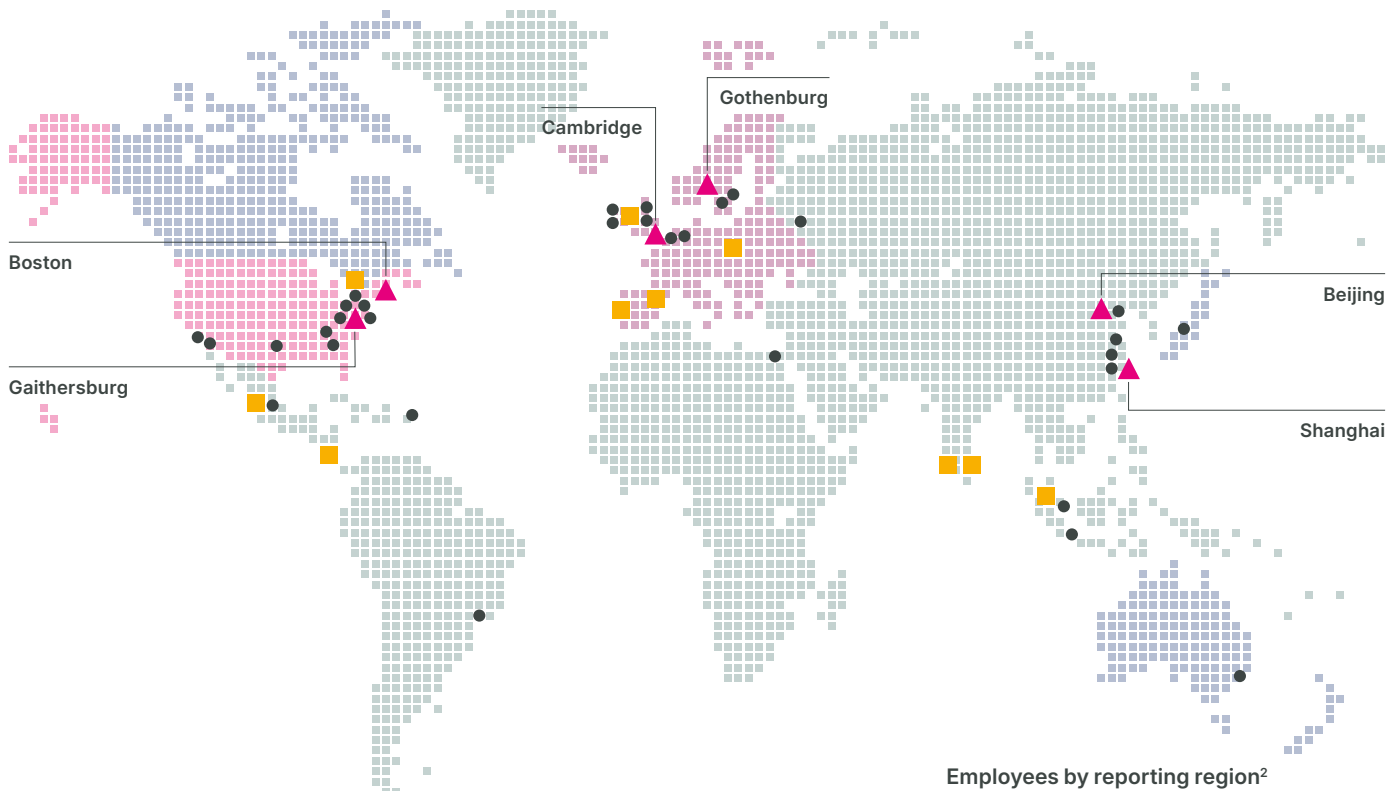 Gothenburg
Cambridge
Boston
Beijing
Gaithersburg
Shanghai
Employees by reporting region²